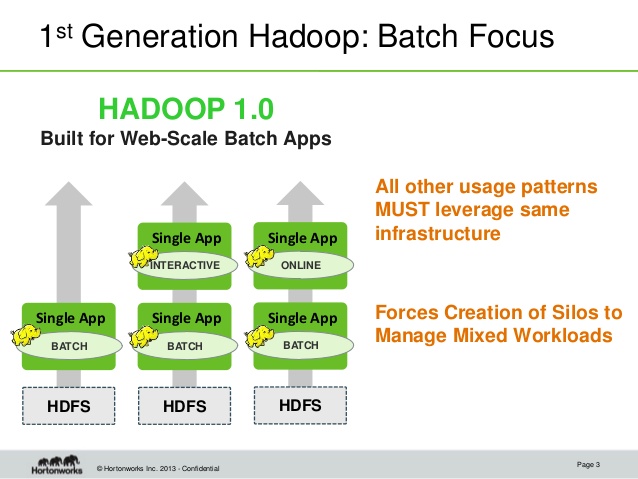 1st Generation Hadoop: Batch Focus
HADOOP 1.0
Built for Web-Scale Batch Apps
All other usage patterns
MUST leverage same
infrastructure
Single App
INTERACTIVE
Single App
ONLINE
Forces Creation of Silos to
Manage Mixed Workloads
Single App
BATCH
Single App
BATCH
Single App
BATCH
HDFS
HDFS
HDFS
Hortonworks
© Hortonworks Inc. 2013 - Confidential
Page 3